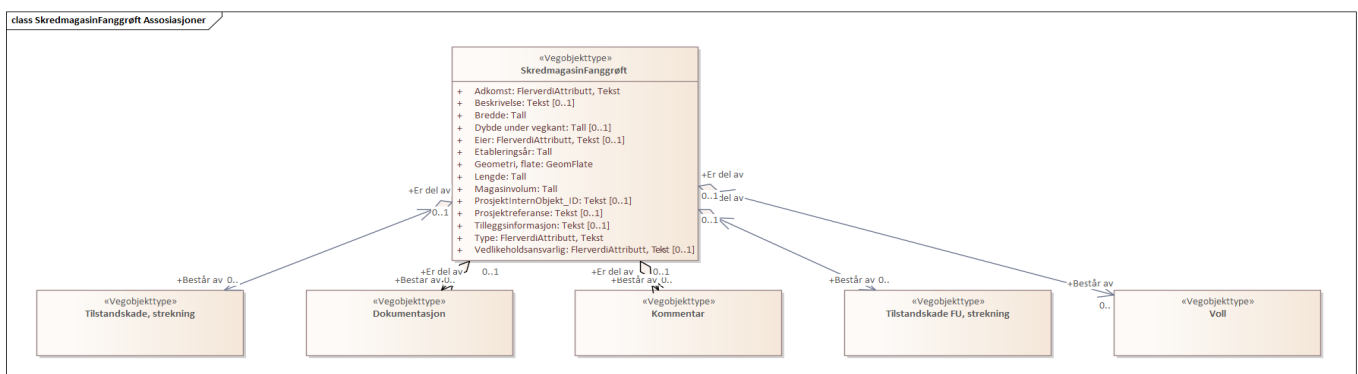 class SkredmagasinFanggrøft Assosiasjoner
«Vegobjekttype»
SkredmagasinFanggrøft
+ Adkomst: FlerverdiAttributt, Tekst
+ Beskrivelse: Tekst [0..1]
+ Bredde: Tall
+ Dybde under vegkant: Tall [0..1]
+ Eier: FlerverdiAttributt, Tekst [0..1]
+ Etableringsår: Tall
+ Geometri, flate: GeomFlate
+ Lengde: Tall
+ Magasinvolum: Tall
+ ProsjektInternObjekt_ID: Tekst [0..1]
+ Prosjektreferanse: Tekst [0..1]
+ Tilleggsinformasjon: Tekst [0..1]
+ Type: FlerverdiAttributt, Tekst
+ Vedlikeholdsansvarlig: FlerverdiAttributt, Tekst [0..1]
+Er del av
0..1
+Er del av
0..1
del av
0..1
+Er del av
0..1
+Er del av
0..1
+Består av 0..
+Består av 0..
+Består av 0..
+Består av 0..
+Består av
0..
«Vegobjekttype»
Tilstandskade, strekning
«Vegobjekttype»
Dokumentasjon
«Vegobjekttype»
Kommentar
«Vegobjekttype»
Tilstandskade FU, strekning
«Vegobjekttype»
Voll